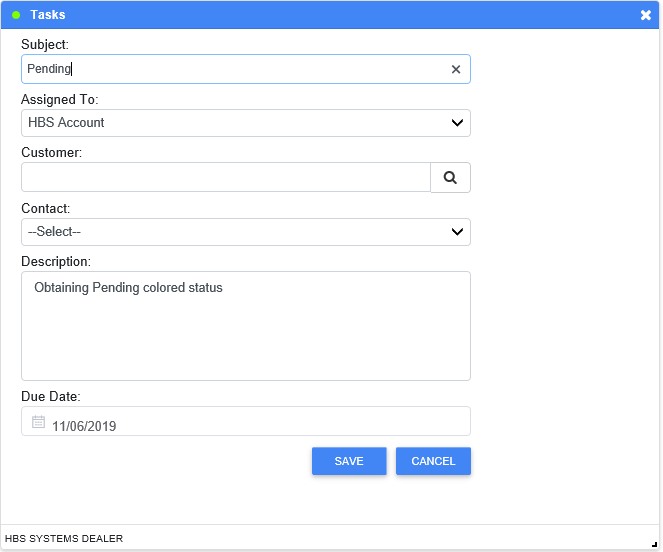 Tasks
Subject:
Pending
Assigned To:
HBS Account
Customer:
Contact:
--Select--
Description:
Obtaining Pending colored status
Due Date:
11/06/2019
SAVE CANCEL
HBS SYSTEMS DEALER